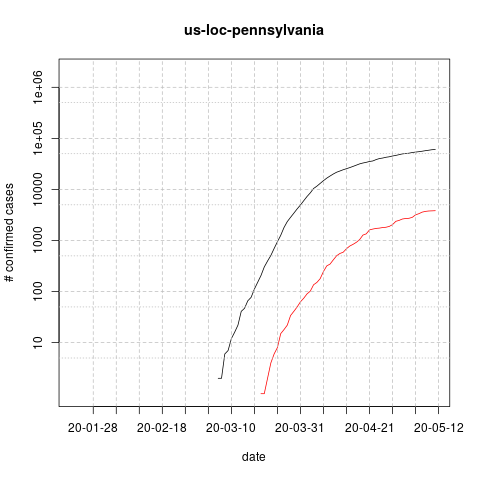 us-loc-pennsylvania
# confirmed cases
1e+06
1e+05
10000
1000
100
10
20-01-28 20-02-18 20-03-10 20-03-31 20-04-21 20-05-12
date